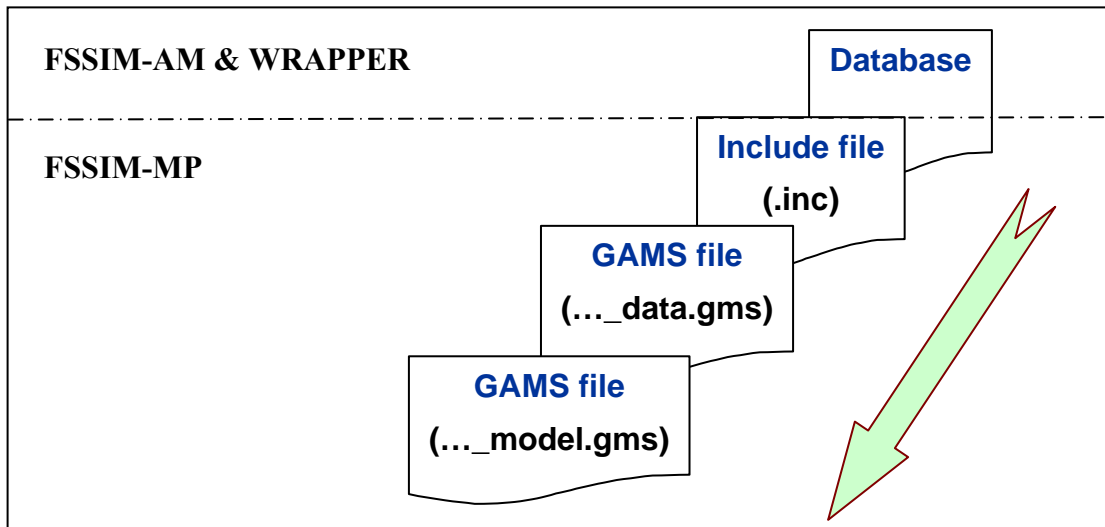 FSSIM-AM & WRAPPER
Database
FSSIM-MP
Include file
(.inc)
GAMS file
(…_data.gms)
GAMS file
(…_model.gms)